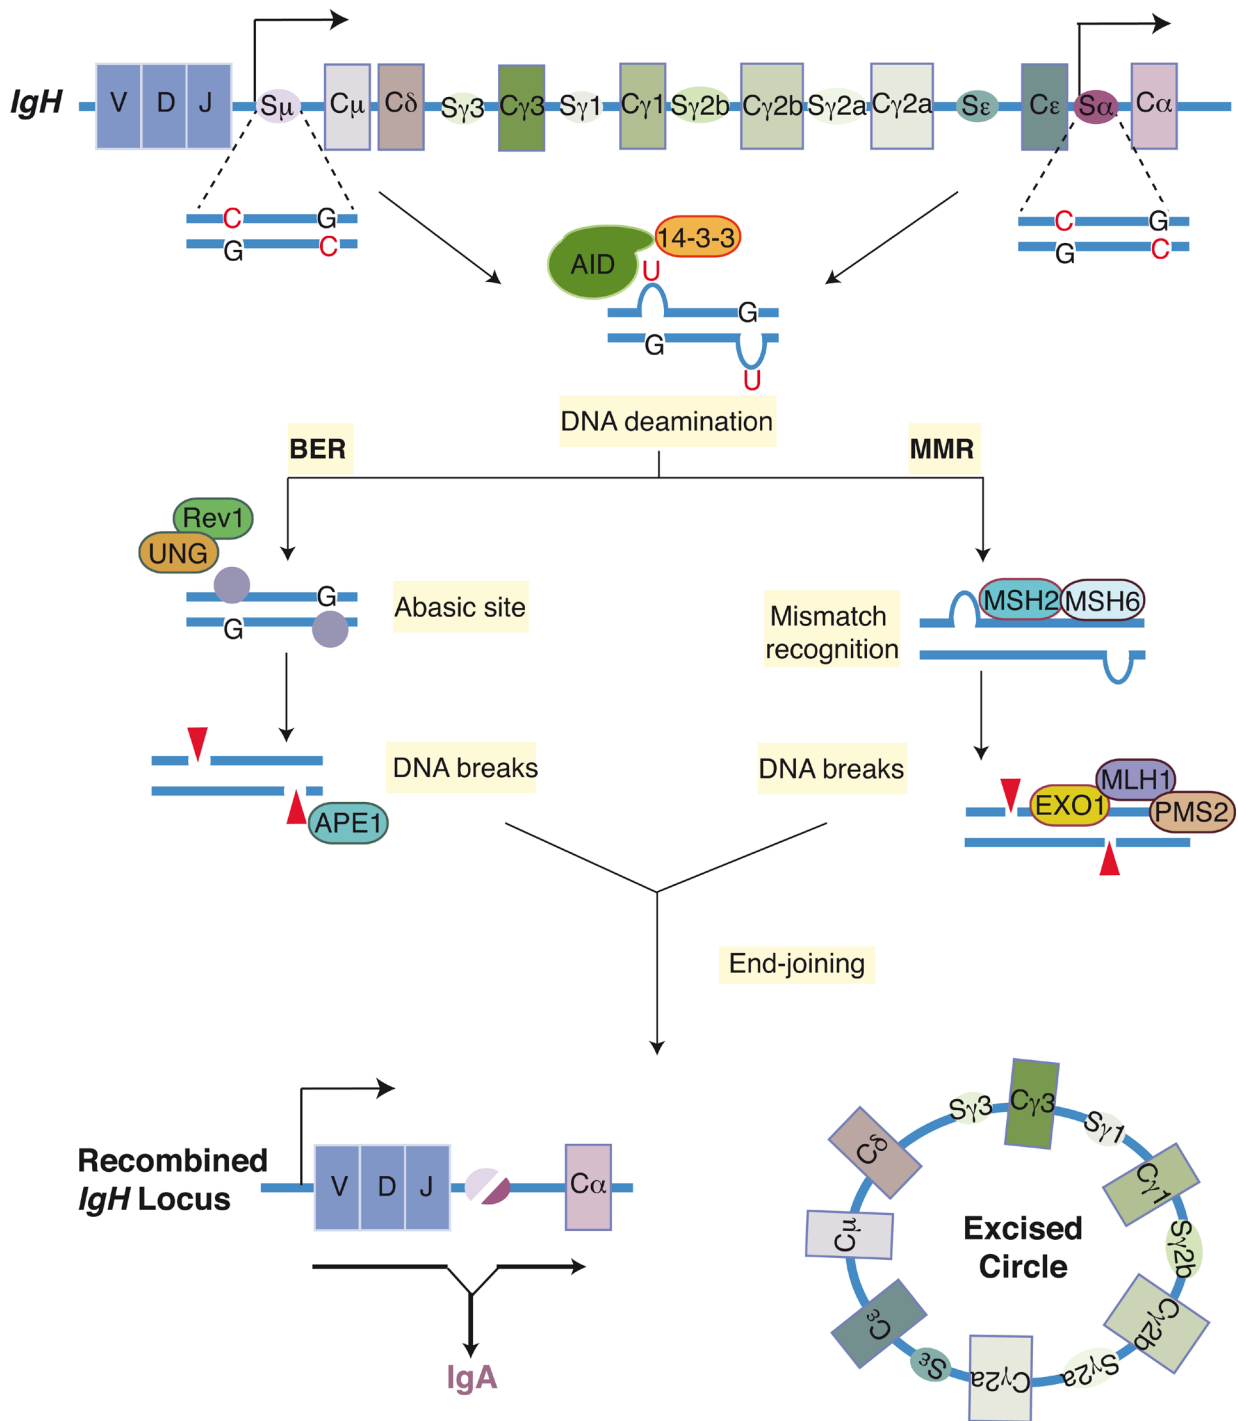 IgH V D J Sμ Cμ Cδ Sγ3 Cγ3 Sγ1 Cγ1 Sγ2b Cγ2b Sγ2a Cγ2a Sε Cε Sα Cα
C G C G
G C G C
AID 14-3-3
U
G
G
U
DNA deamination
BER MMR
Rev1
UNG
G
G
Abasic site
MSH2 MSH6
Mismatch
recognition
DNA breaks
APE1
DNA breaks
MLH1
EXO1 PMS2
End-joining
Recombined
IgH Locus
V D J Cα
IgA
Sγ3 Cγ3 Sγ1 Cγ1 Sγ2b Cγ2b Sγ2a Cγ2a Sε Cε Cμ Cδ
Excised
Circle